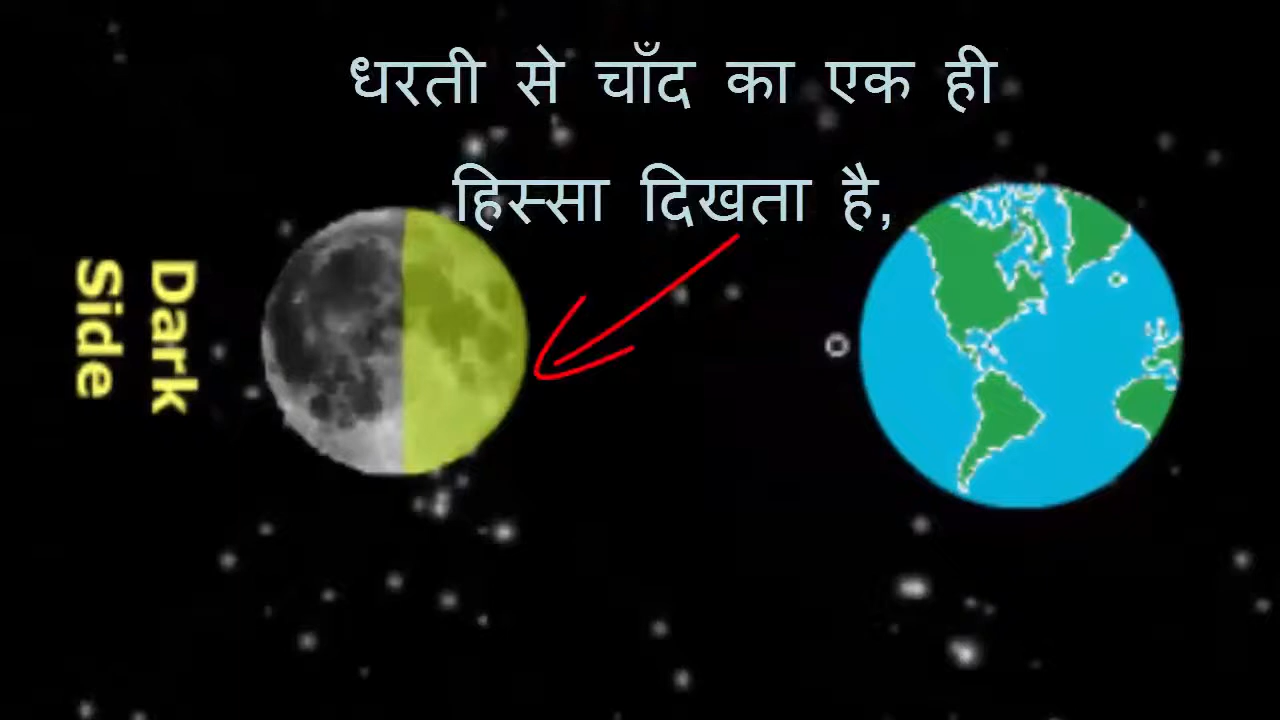 धरती से चाँद का एक ही
हिस्सा दिखता है,
Dark
Side